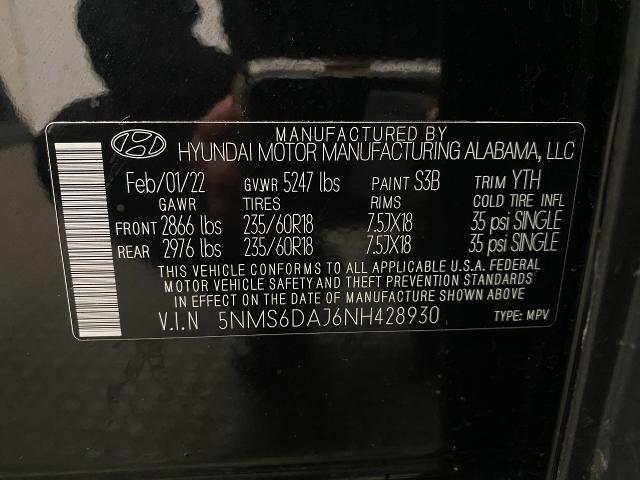 MANUFACTURED BY
HYUNDAI MOTOR MANUFACTURING ALABAMA, LLC
Feb/01/22 GVWR 5247 lbs PAINT S3B TRIM YTH
GAWR TIRES RIMS COLD TIRE INFL
FRONT 2866 lbs 235/60R18 7.5JX18 35 psi SINGLE
REAR 2976 lbs 235/60R18 7.5JX18 35 psi SINGLE
THIS VEHICLE CONFORMS TO ALL APPLICABLE U.S.A. FEDERAL
MOTOR VEHICLE SAFETY AND THEFT PREVENTION STANDARDS
IN EFFECT ON THE DATE OF MANUFACTURE SHOWN ABOVE.
V.I.N 5NMS6DAJ6NH428930 TYPE: MPV